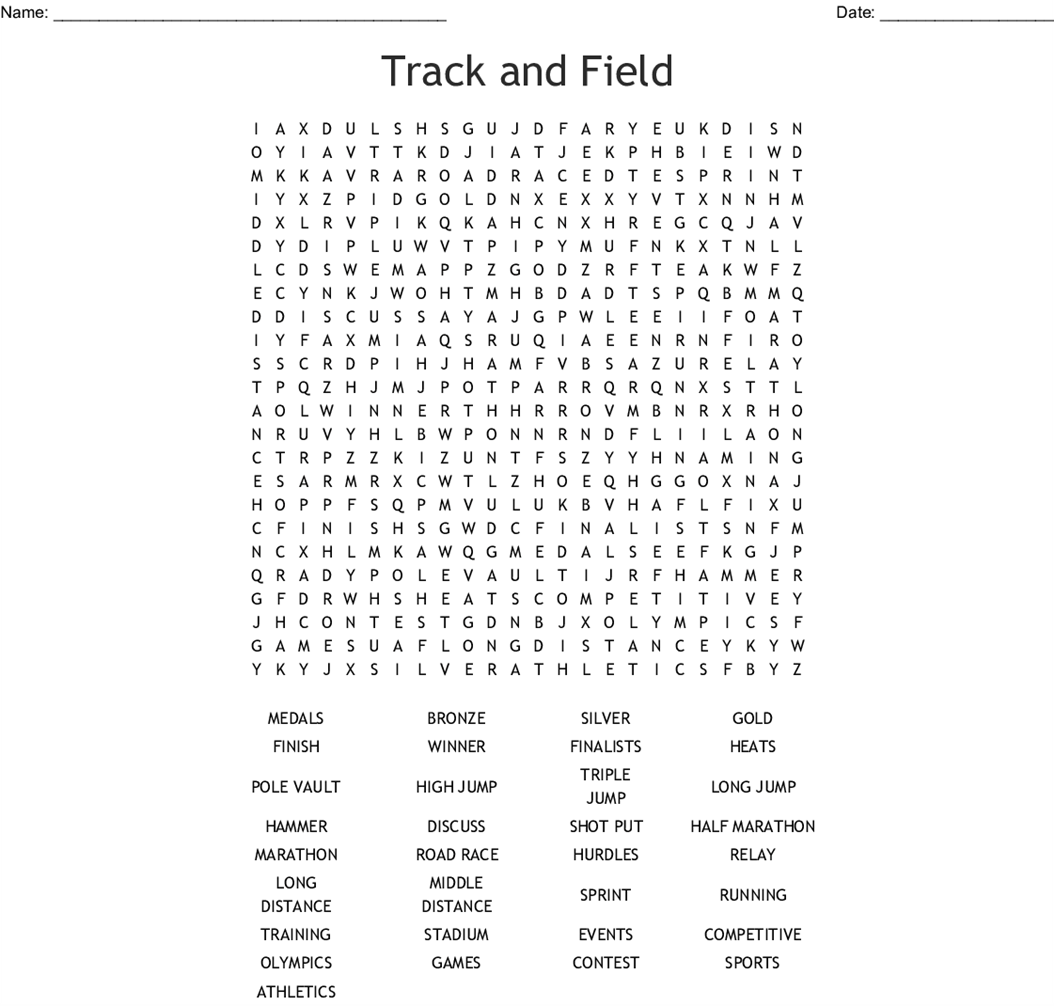 Name: ___________________________________________ Date: ____________________
Track and Field
I A X D U L S H S G U J D F A R Y E U K D I S N
O Y I A V T T K D J I A T J E K P H B I E I W D
M K K A V R A R O A D R A C E D T E S P R I N T
I Y X Z P I D G O L D N X E X X Y V T X N N H M
D X L R V P I K Q K A H C N X H R E G C Q J A V
D Y D I P L U W V T P I P Y M U F N K X T N L L
L C D S W E M A P P Z G O D Z R F T E A K W F Z
E C Y N K J W O H T M H B D A D T S P Q B M M Q
D D I S C U S S A Y A J G P W L E E I I F O A T
I Y F A X M I A Q S R U Q I A E E N R N F I R O
S S C R D P I H J H A M F V B S A Z U R E L A Y
T P Q Z H J M J P O T P A R R Q R Q N X S T T L
A O L W I N N E R T H H R R O V M B N R X R H O
N R U V Y H L B W P O N N R N D F L I I L A O N
C T R P Z Z K I Z U N T F S Z Y Y H N A M I N G
E S A R M R X C W T L Z H O E Q H G G O X N A J
H O P P F S Q P M V U L U K B V H A F L F I X U
C F I N I S H S G W D C F I N A L I S T S N F M
N C X H L M K A W Q G M E D A L S E E F K G J P
Q R A D Y P O L E V A U L T I J R F H A M M E R
G F D R W H S H E A T S C O M P E T I T I V E Y
J H C O N T E S T G D N B J X O L Y M P I C S F
G A M E S U A F L O N G D I S T A N C E Y K Y W
Y K Y J X S I L V E R A T H L E T I C S F B Y Z
MEDALS BRONZE SILVER GOLD
FINISH WINNER FINALISTS HEATS
POLE VAULT HIGH JUMP TRIPLE JUMP LONG JUMP
HAMMER DISCUSS SHOT PUT HALF MARATHON
MARATHON ROAD RACE HURDLES RELAY
LONG DISTANCE MIDDLE DISTANCE SPRINT RUNNING
TRAINING STADIUM EVENTS COMPETITIVE
OLYMPICS GAMES CONTEST SPORTS
ATHLETICS